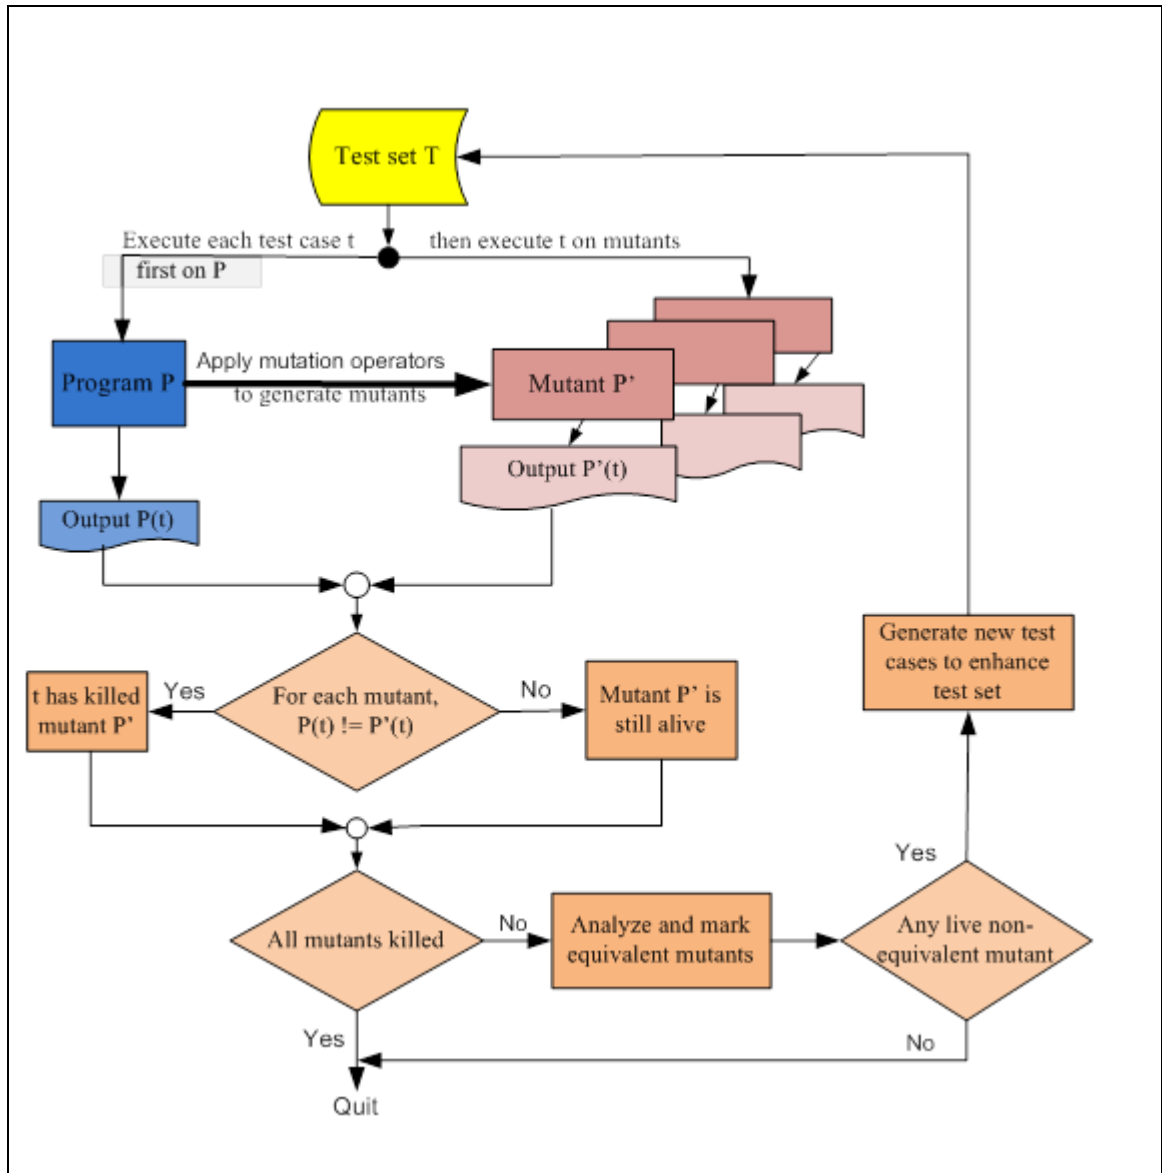 Test set T
Execute each test case t
first on P
then execute t on mutants
Program P
Apply mutation operators
to generate mutants
Mutant P’
Output P’(t)
Output P(t)
For each mutant,
P(t) != P’(t)
Yes
No
t has killed
mutant P’
Mutant P’ is
still alive
Generate new test
cases to enhance
test set
All mutants killed
No
Analyze and mark
equivalent mutants
Any live non-
equivalent mutant
Yes
No
Yes
Quit